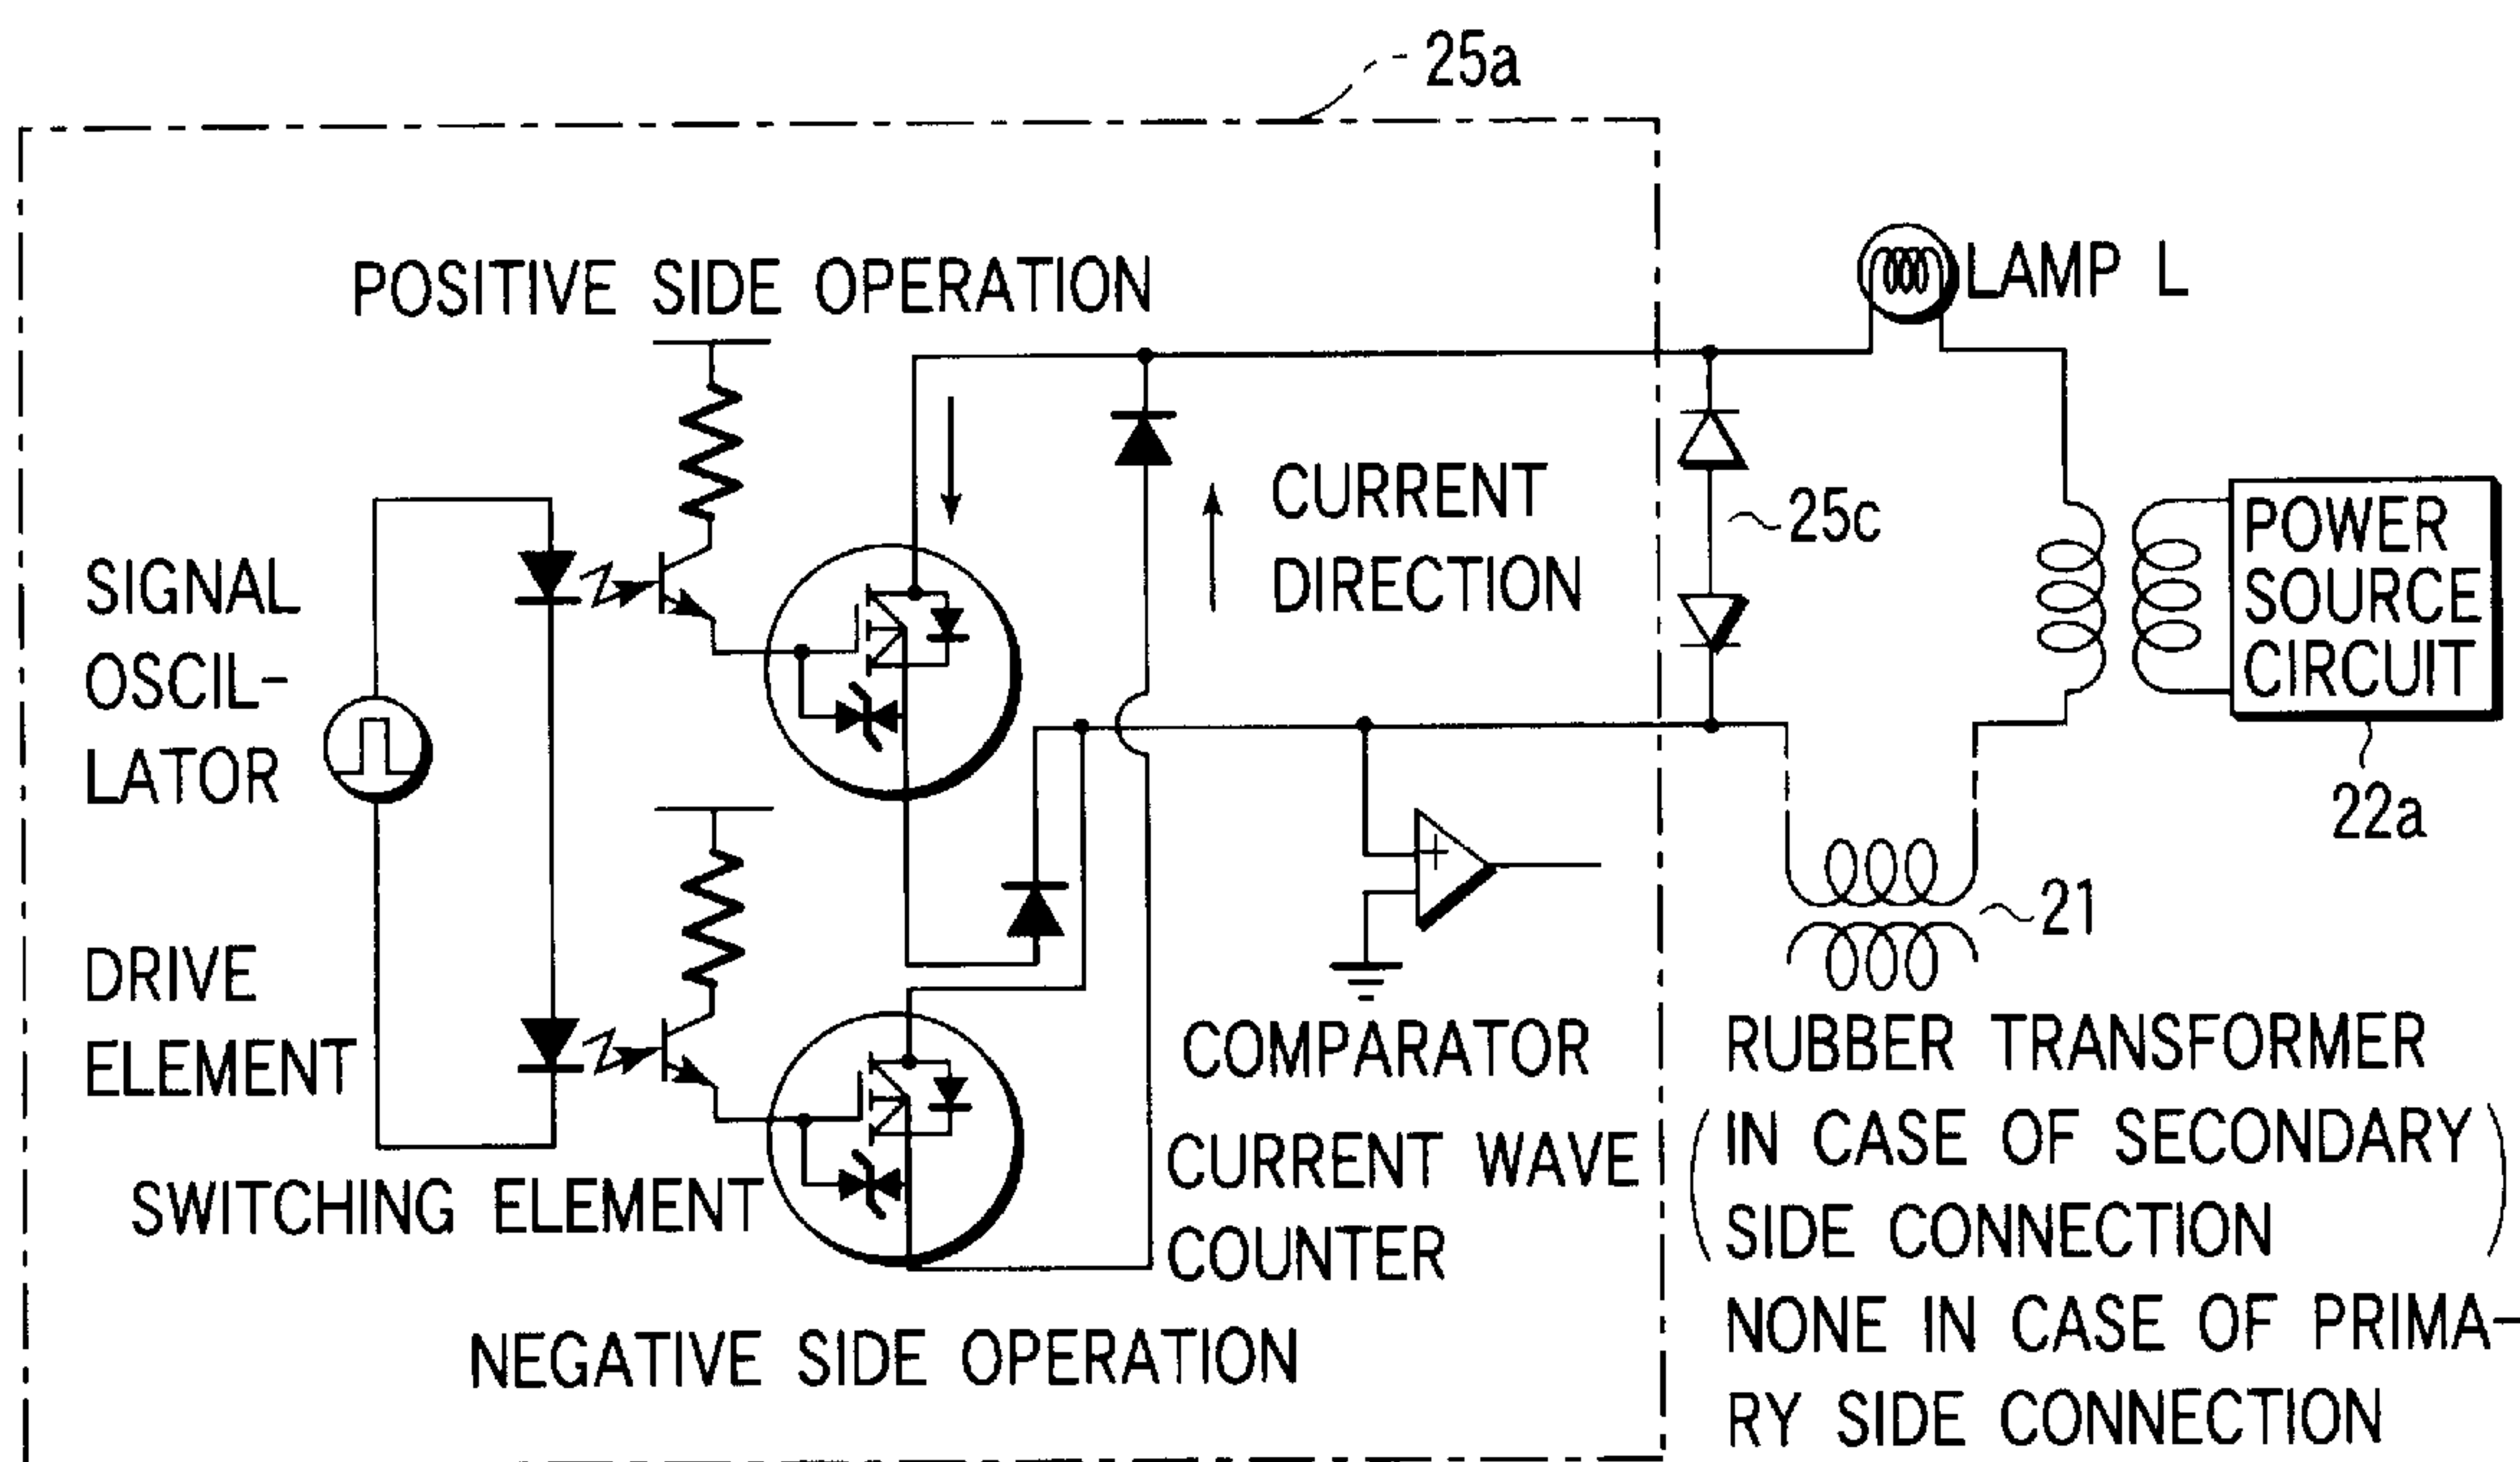 25a
POSITIVE SIDE OPERATION
LAMP L
CURRENT
DIRECTION
25c
POWER
SOURCE
CIRCUIT
22a
SIGNAL
OSCIL-
LATOR
21
DRIVE
ELEMENT
+
SWITCHING ELEMENT
COMPARATOR
CURRENT WAVE
COUNTER
RUBBER TRANSFORMER
(IN CASE OF SECONDARY
SIDE CONNECTION)
NONE IN CASE OF PRIMA-
RY SIDE CONNECTION
NEGATIVE SIDE OPERATION